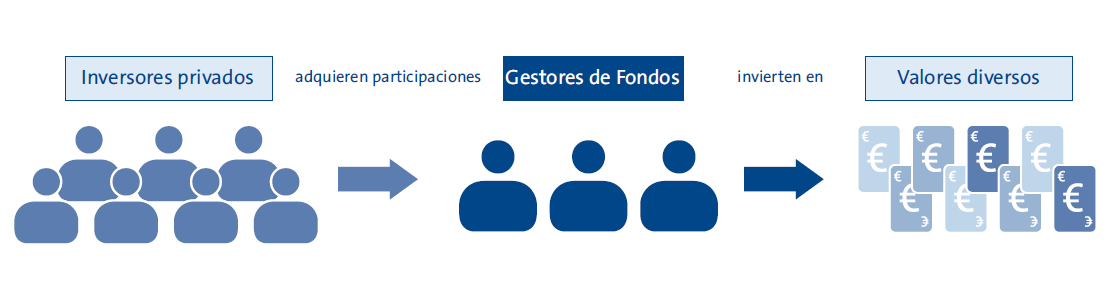 Inversores privados
adquieren participaciones
Gestores de Fondos
invierten en
Valores diversos
€ € € €
€ € € €
€ € € €
€ € € €